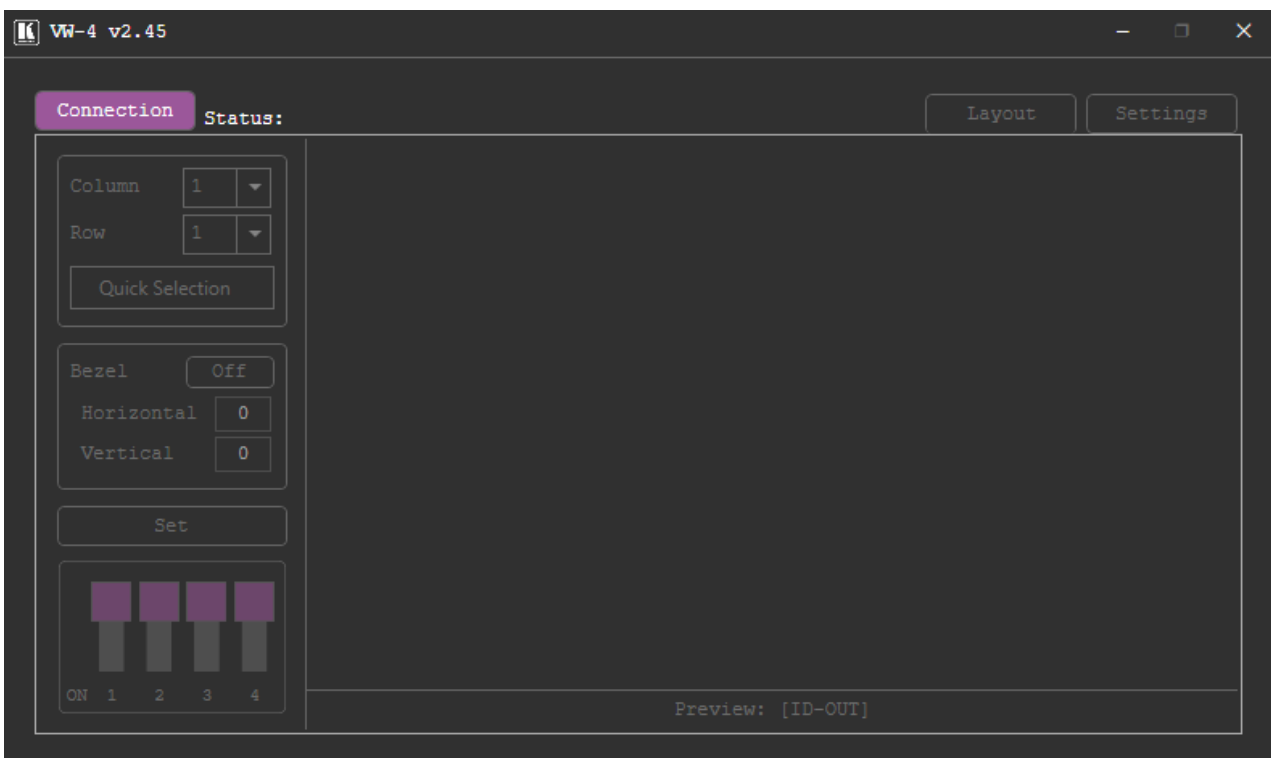 VW-4 v2.45
Connection Status: Layout Settings
Column 1
Row 1
Quick Selection
Bezel Off
Horizontal 0
Vertical 0
Set
ON 1 2 3 4
Preview: [ID-OUT]